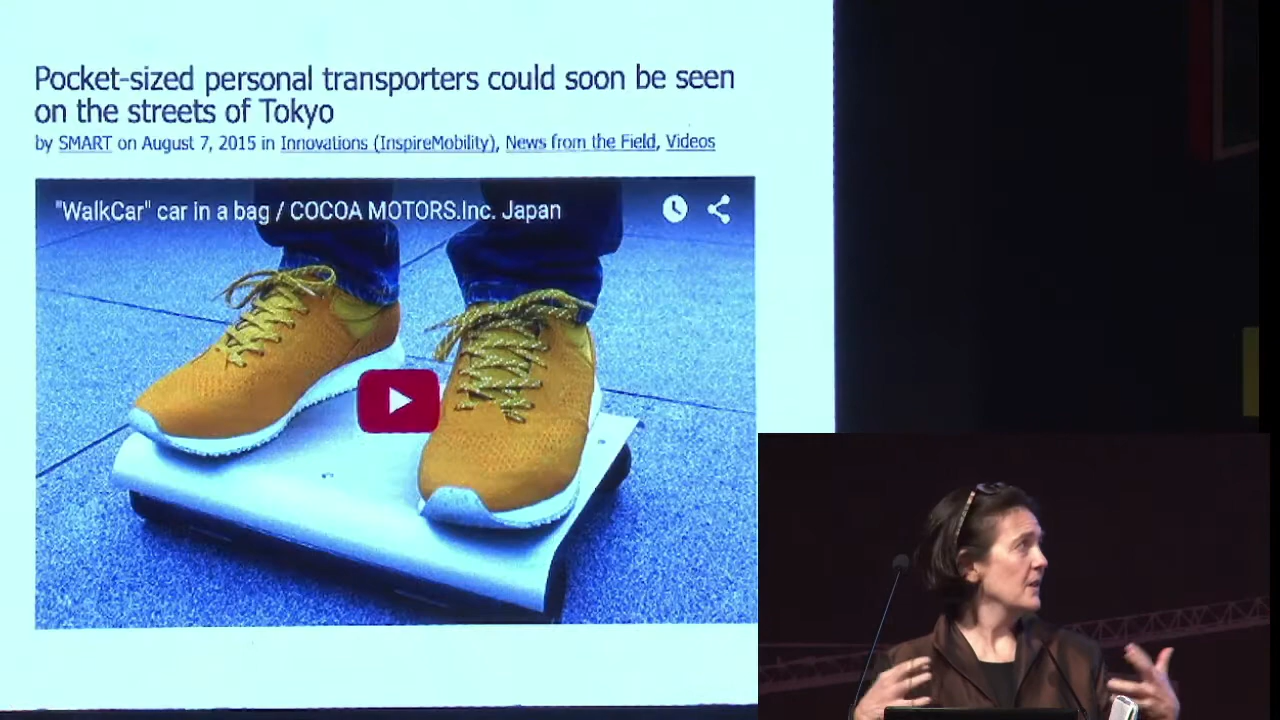 Pocket-sized personal transporters could soon be seen
on the streets of Tokyo
by SMART on August 7, 2015 in Innovations (InspireMobility), News from the Field, Videos
"WalkCar" car in a bag / COCOA MOTORS.Inc. Japan